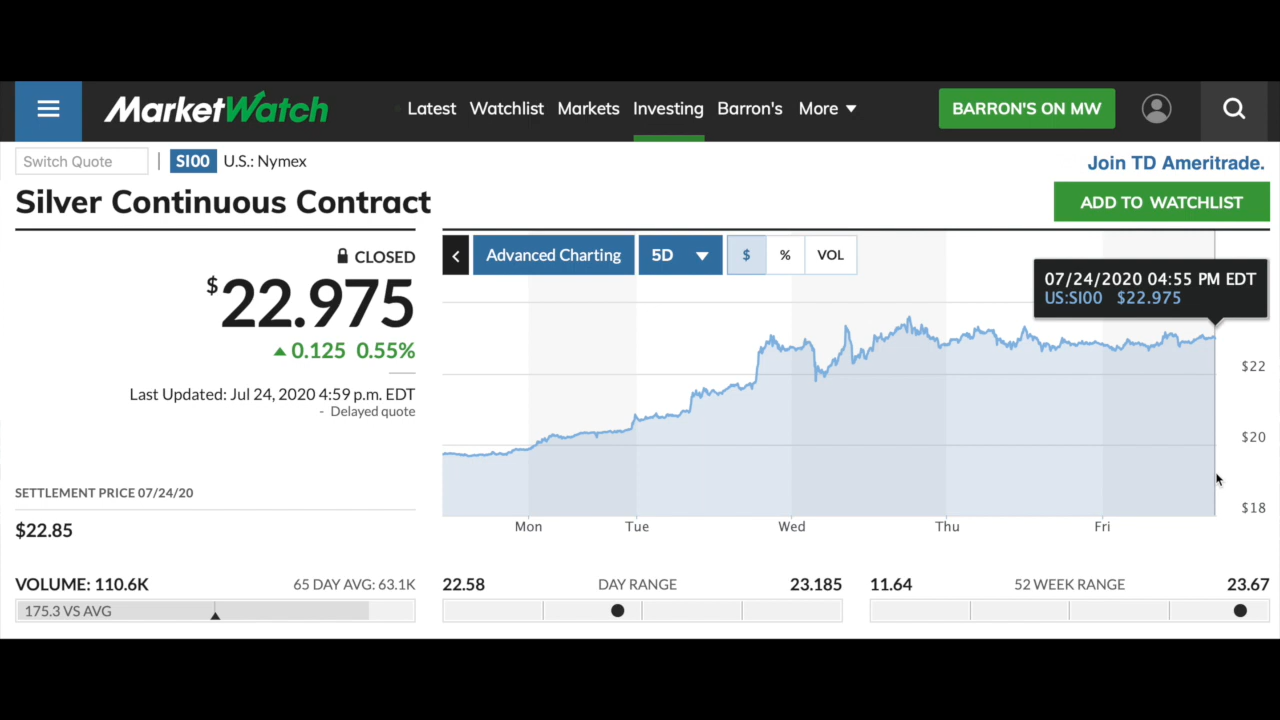 MarketWatch Latest Watchlist Markets Investing Barron's More BARRON'S ON MW
Switch Quote | SI00 U.S.: Nymex Join TD Ameritrade.
Silver Continuous Contract ADD TO WATCHLIST
CLOSED
$22.975
0.125 0.55%
Last Updated: Jul 24, 2020 4:59 p.m. EDT
- Delayed quote
SETTLEMENT PRICE 07/24/20
$22.85
Advanced Charting 5D $ % VOL
07/24/2020 04:55 PM EDT
US:SI00 $22.975
$22
$20
$18
Mon Tue Wed Thu Fri
VOLUME: 110.6K 65 DAY AVG: 63.1K
175.3 VS AVG
22.58 DAY RANGE 23.185
11.64 52 WEEK RANGE 23.67